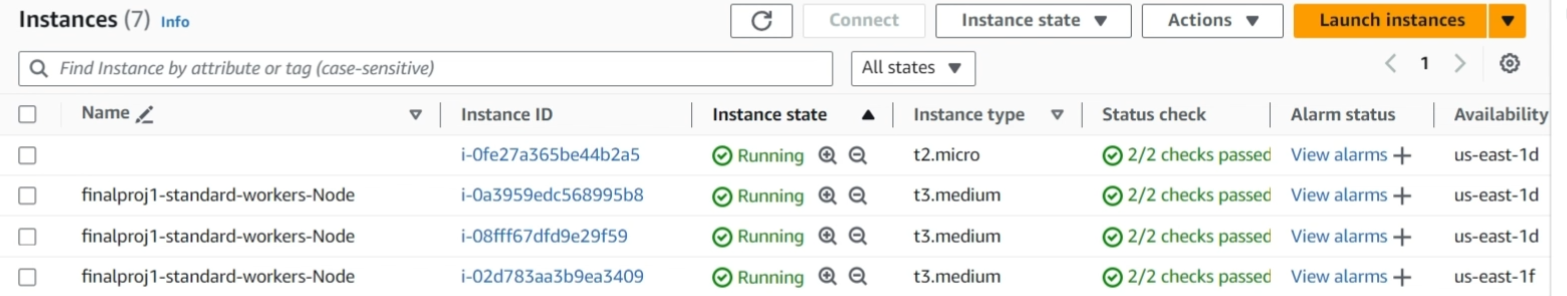 Instances (7) Info Connect Instance state Actions Launch instances
Find Instance by attribute or tag (case-sensitive) All states 1
Name Instance ID Instance state Instance type Status check Alarm status Availability
i-0fe27a365be44b2a5 Running t2.micro 2/2 checks passed View alarms + us-east-1d
finalproj1-standard-workers-Node i-0a3959edc568995b8 Running t3.medium 2/2 checks passed View alarms + us-east-1d
finalproj1-standard-workers-Node i-08fff67dfd9e29f59 Running t3.medium 2/2 checks passed View alarms + us-east-1d
finalproj1-standard-workers-Node i-02d783aa3b9ea3409 Running t3.medium 2/2 checks passed View alarms + us-east-1f